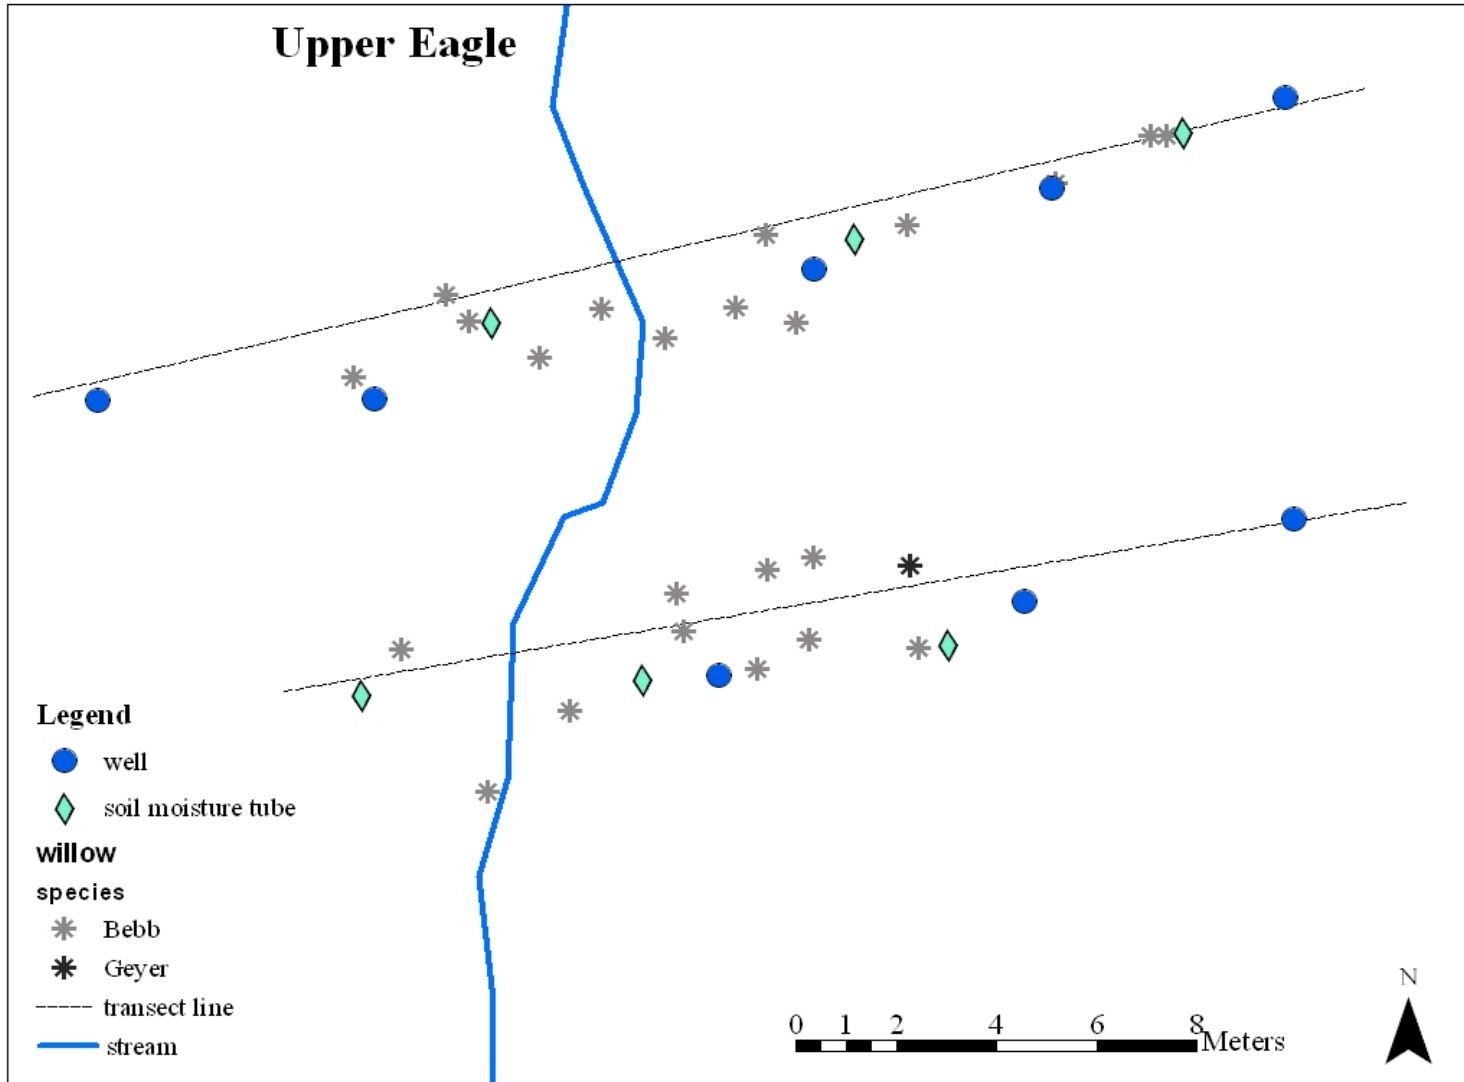 Upper Eagle
Legend
well
soil moisture tube
willow
species
Bebb
Geyer
transect line
stream
N
0 1 2 4 6 8
Meters